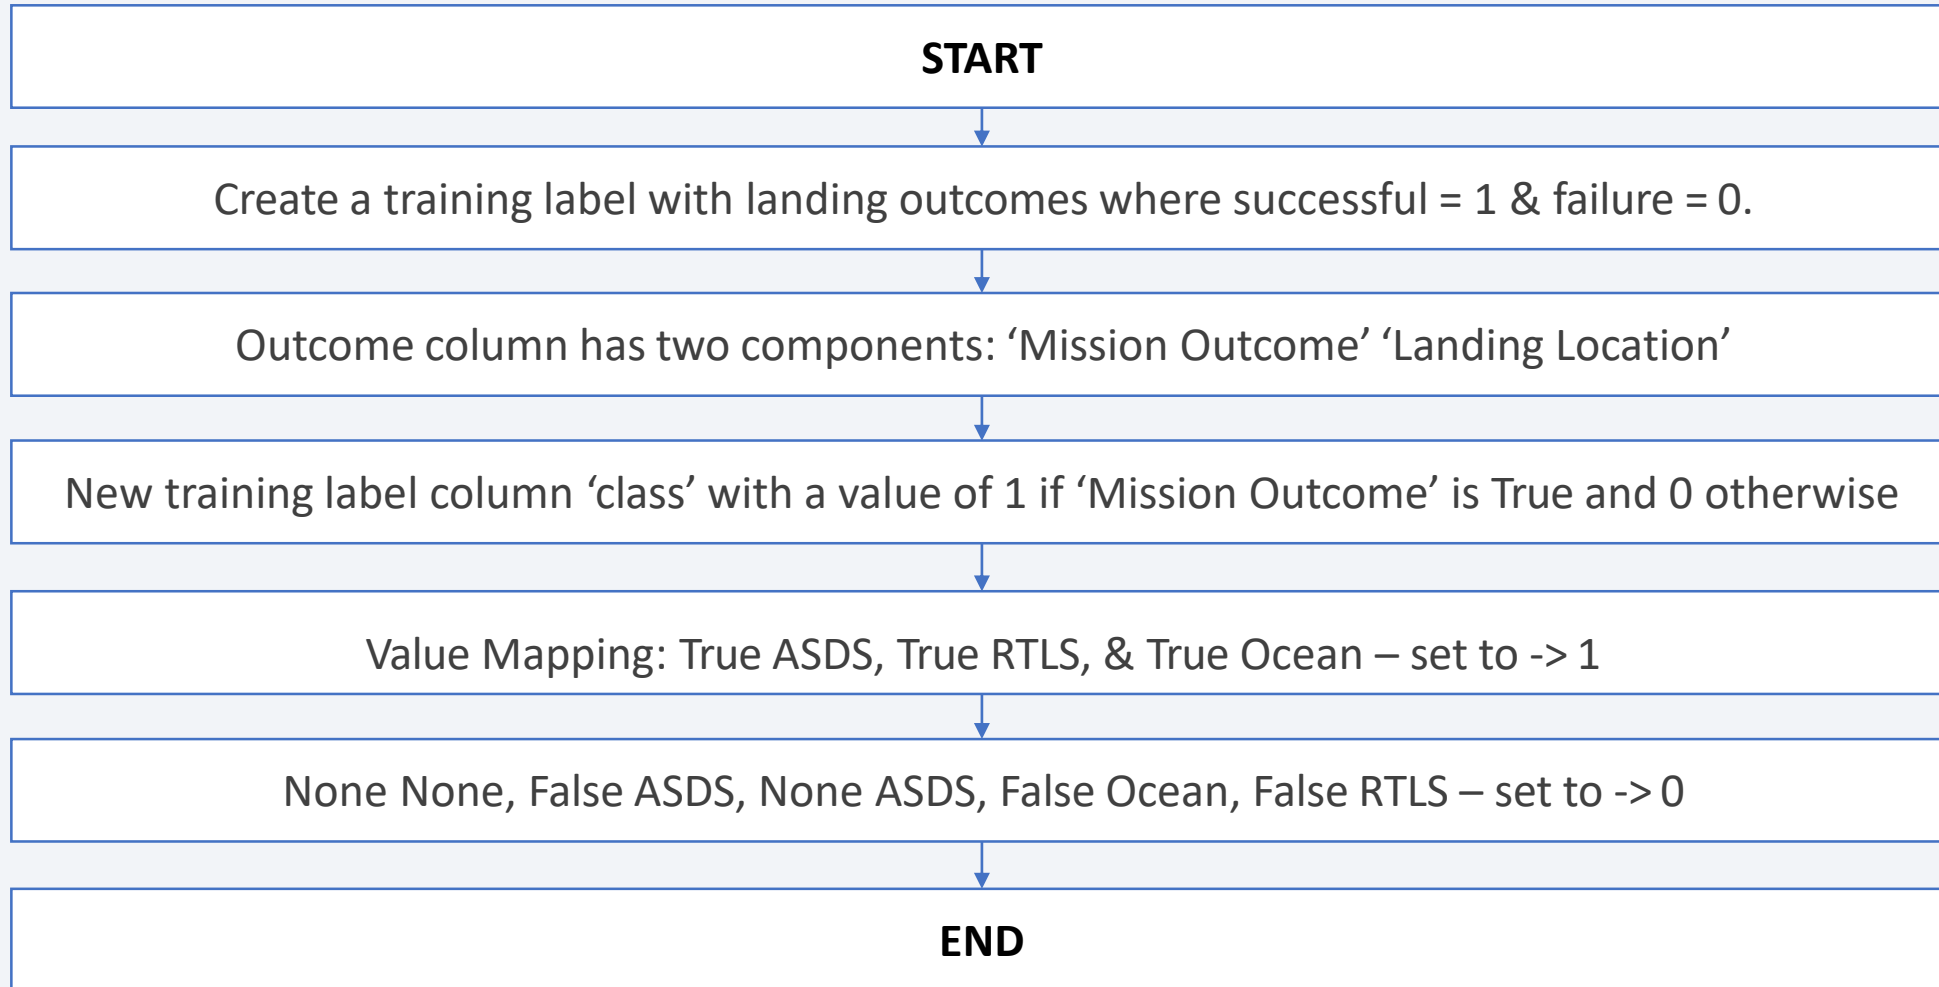 START
Create a training label with landing outcomes where successful = 1 & failure = 0.
Outcome column has two components: ‘Mission Outcome’ ‘Landing Location’
New training label column ‘class’ with a value of 1 if ‘Mission Outcome’ is True and 0 otherwise
Value Mapping: True ASDS, True RTLS, & True Ocean – set to -> 1
None None, False ASDS, None ASDS, False Ocean, False RTLS – set to -> 0
END